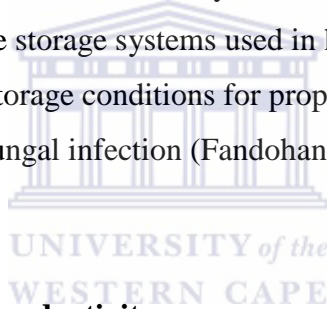 e storage systems used in
torage conditions for prop
ungal infection (Fandohan
UNIVERSITY of the
WESTERN CAPE